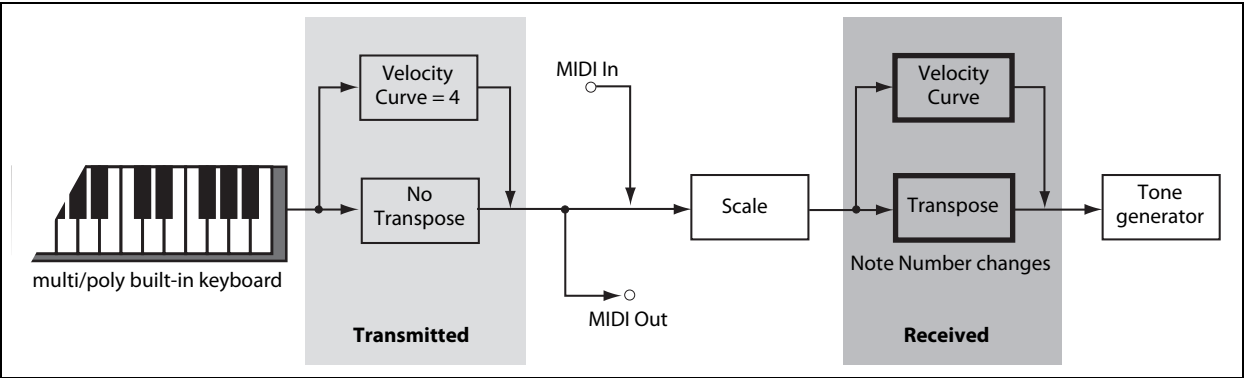 Velocity
Curve = 4
MIDI In
Velocity
Curve
No
Transpose
Scale
Transpose
Tone
generator
multi/poly built-in keyboard
Note Number changes
MIDI Out
Transmitted
Received